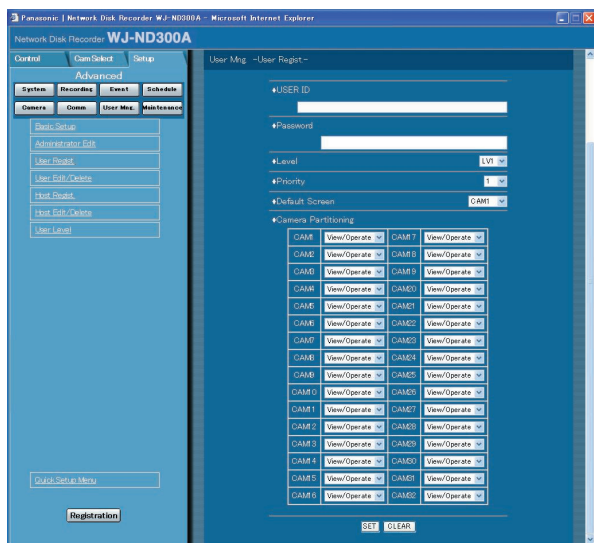 Panasonic | Network Disk Recorder WJ-ND300A - Microsoft Internet Explorer
Network Disk Recorder WJ-ND300A
Control Cam Select Setup
Advanced
System Recording Event Schedule
Camera Comm User Mng. Maintenance
Basic Setup
Administrator Edit
User Regist.
User Edit/Delete
Host Regist.
Host Edit/Delete
User Level
Quick Setup Menu
Registration
User Mng. -User Regist.-
♦USER ID
♦Password
♦Level LV1
♦Priority 1
♦Default Screen CAM1
♦Camera Partitioning
CAM1 View/Operate CAM17 View/Operate
CAM2 View/Operate CAM18 View/Operate
CAM3 View/Operate CAM19 View/Operate
CAM4 View/Operate CAM20 View/Operate
CAM5 View/Operate CAM21 View/Operate
CAM6 View/Operate CAM22 View/Operate
CAM7 View/Operate CAM23 View/Operate
CAM8 View/Operate CAM24 View/Operate
CAM9 View/Operate CAM25 View/Operate
CAM10 View/Operate CAM26 View/Operate
CAM11 View/Operate CAM27 View/Operate
CAM12 View/Operate CAM28 View/Operate
CAM13 View/Operate CAM29 View/Operate
CAM14 View/Operate CAM30 View/Operate
CAM15 View/Operate CAM31 View/Operate
CAM16 View/Operate CAM32 View/Operate
SET CLEAR